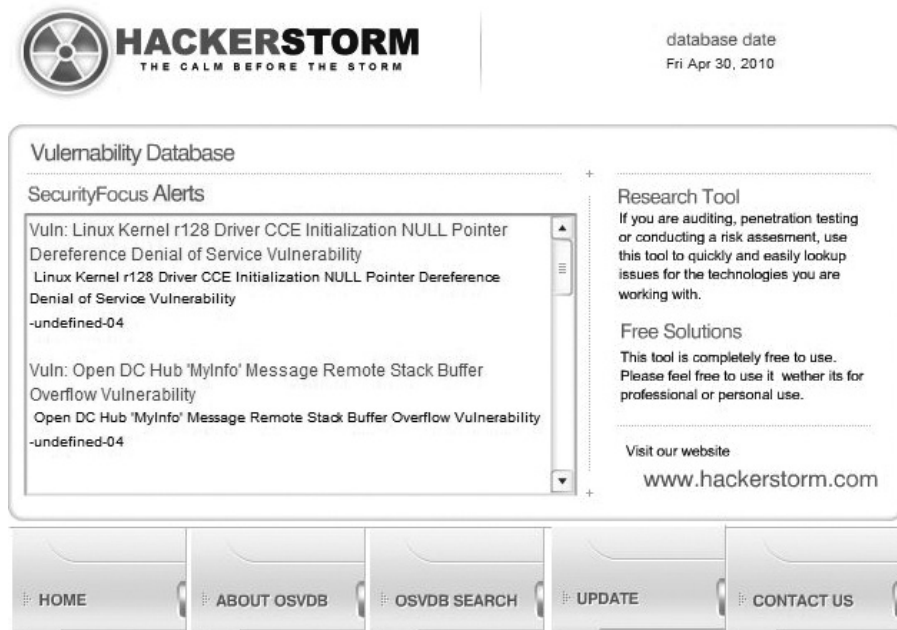 HACKERSTORM
THE CALM BEFORE THE STORM
database date
Fri Apr 30, 2010
Vulernability Database
SecurityFocus Alerts
Vuln: Linux Kernel r128 Driver CCE Initialization NULL Pointer
Dereference Denial of Service Vulnerability
Linux Kernel r128 Driver CCE Initialization NULL Pointer Dereference
Denial of Service Vulnerability
-undefined-04
Vuln: Open DC Hub 'MyInfo' Message Remote Stack Buffer
Overflow Vulnerability
Open DC Hub 'MyInfo' Message Remote Stack Buffer Overflow Vulnerability
-undefined-04
Research Tool
If you are auditing, penetration testing
or conducting a risk assesment, use
this tool to quickly and easily lookup
issues for the technologies you are
working with.
Free Solutions
This tool is completely free to use.
Please feel free to use it wether its for
professional or personal use.
Visit our website
www.hackerstorm.com
HOME
ABOUT OSVDB
OSVDB SEARCH
UPDATE
CONTACT US